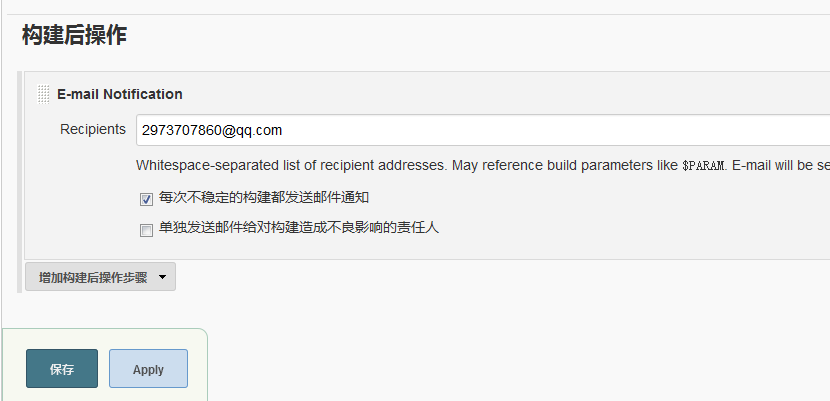 构建后操作
E-mail Notification
Recipients 2973707860@qq.com
Whitespace-separated list of recipient addresses. May reference build parameters like $PARAM. E-mail will be se
每次不稳定的构建都发送邮件通知
单独发送邮件给对构建造成不良影响的责任人
增加构建后操作步骤
保存 Apply